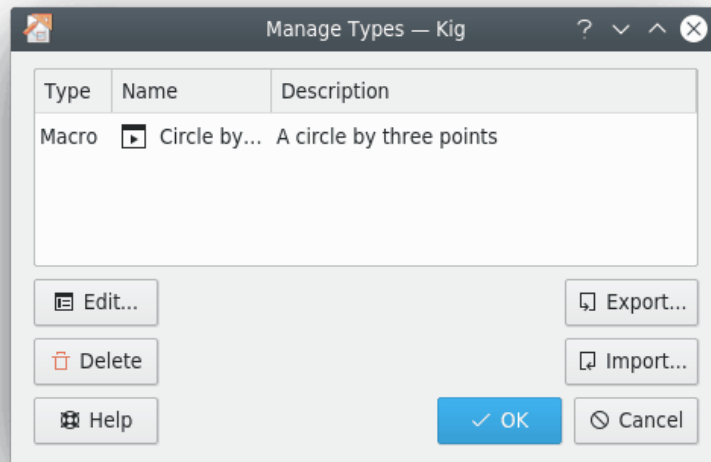 Manage Types — Kig
Type Name Description
Macro Circle by... A circle by three points
Edit... Export...
Delete Import...
Help OK Cancel